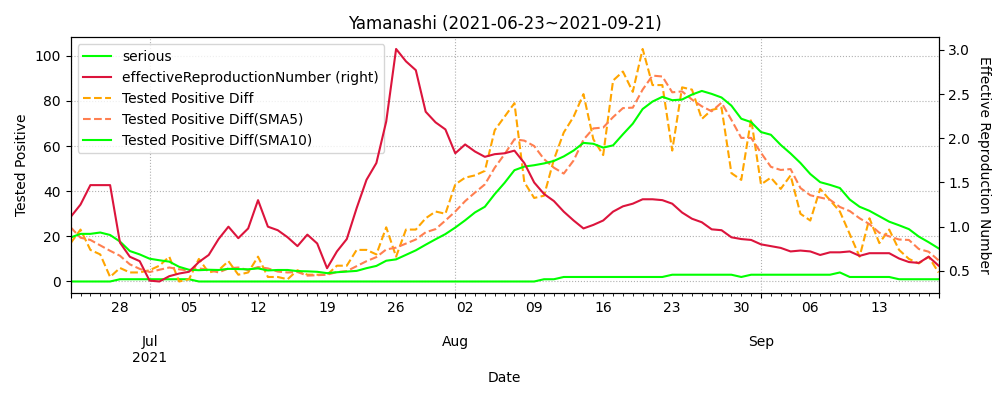 Yamanashi (2021-06-23~2021-09-21)
serious
effectiveReproductionNumber (right)
Tested Positive Diff
Tested Positive Diff(SMA5)
Tested Positive Diff(SMA10)
Tested Positive
100
80
60
40
20
0
3.0
2.5
2.0
1.5
1.0
0.5
Effective Reproduction Number
28 05 12 19 26 02 09 16 23 30 06 13
Jul Aug Sep
2021
Date